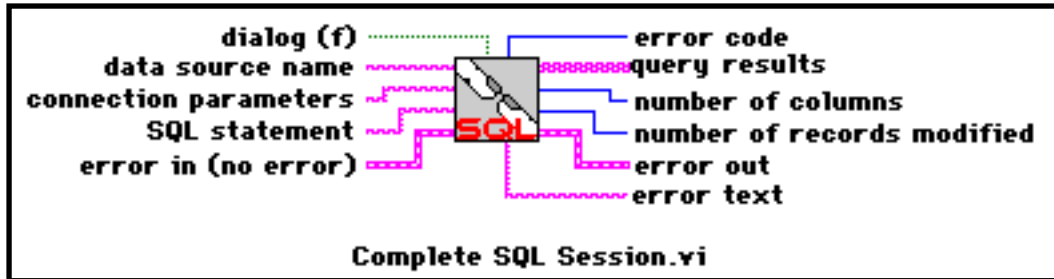 dialog (f)
data source name
connection parameters
SQL statement
error in (no error)
SQL
error code
query results
number of columns
number of records modified
error out
error text
Complete SQL Session.vi